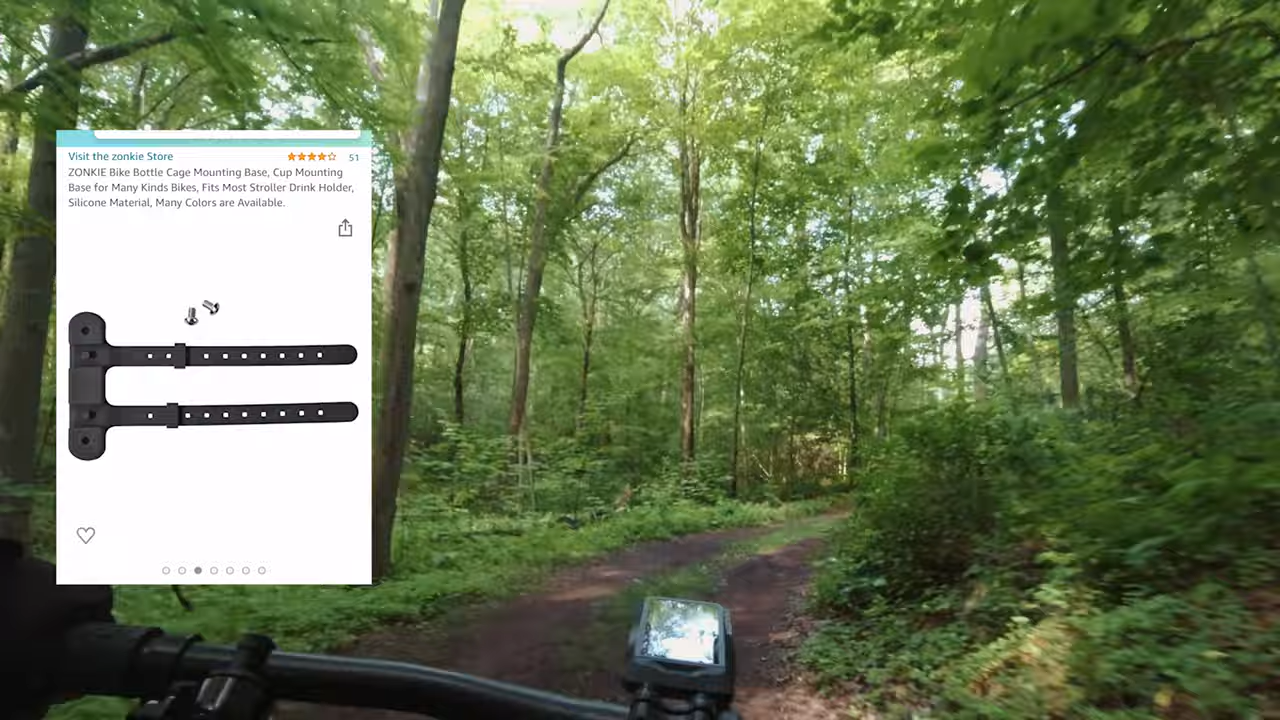 Visit the zonkie Store
51
ZONKIE Bike Bottle Cage Mounting Base, Cup Mounting
Base for Many Kinds Bikes, Fits Most Stroller Drink Holder,
Silicone Material, Many Colors are Available.